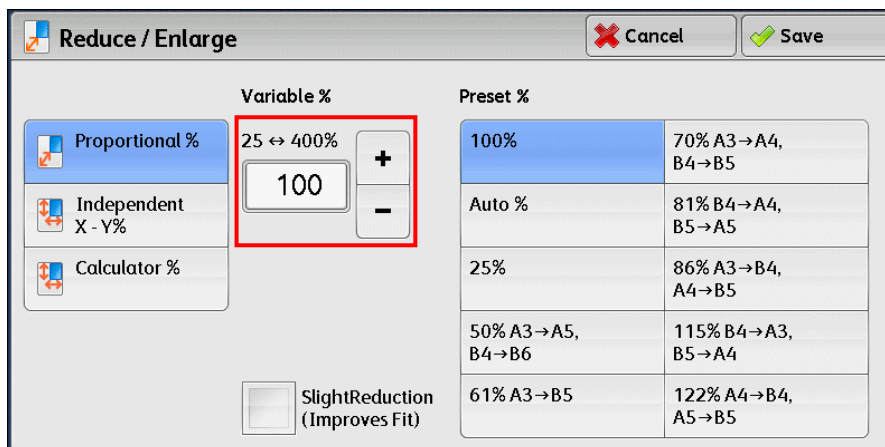 Reduce / Enlarge
Cancel
Save
Variable %
Preset %
Proportional %
Independent
X - Y%
Calculator %
25 ↔ 400%
100
+
−
SlightReduction
(Improves Fit)
100%
70% A3→A4,
B4→B5
Auto %
81% B4→A4,
B5→A5
25%
86% A3→B4,
A4→B5
50% A3→A5,
B4→B6
115% B4→A3,
B5→A4
61% A3→B5
122% A4→B4,
A5→B5